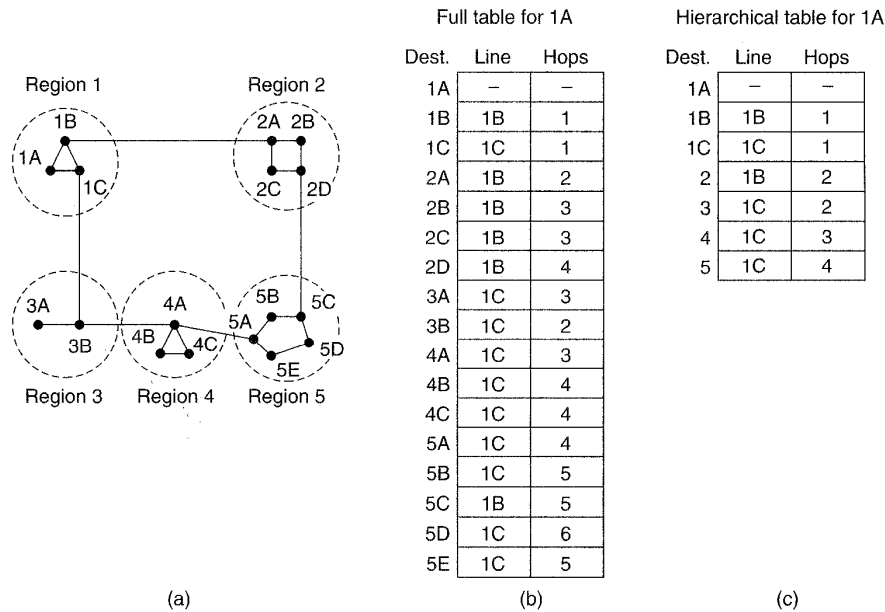 Full table for 1A
Hierarchical table for 1A
Dest. Line Hops
Dest. Line Hops
Region 1
Region 2
1B
2A 2B
1A
1C
2C 2D
3A
4A
5B 5C
5A
3B
4B 4C
5D
5E
Region 3 Region 4 Region 5
1A – –
1B 1B 1
1C 1C 1
2A 1B 2
2B 1B 3
2C 1B 3
2D 1B 4
3A 1C 3
3B 1C 2
4A 1C 3
4B 1C 4
4C 1C 4
5A 1C 4
5B 1C 5
5C 1B 5
5D 1C 6
5E 1C 5
1A – –
1B 1B 1
1C 1C 1
2 1B 2
3 1C 2
4 1C 3
5 1C 4
(a)
(b)
(c)